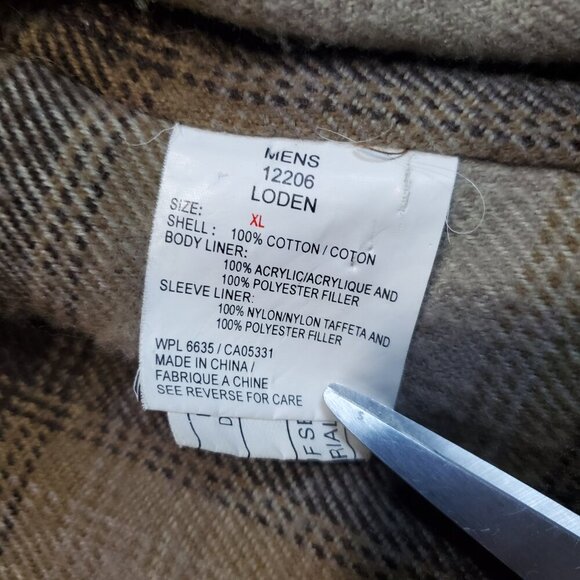 MENS
12206
LODEN
SIZE: XL
SHELL: 100% COTTON / COTON
BODY LINER:
100% ACRYLIC/ACRYLIQUE AND
100% POLYESTER FILLER
SLEEVE LINER:
100% NYLON/NYLON TAFFETA AND
100% POLYESTER FILLER
WPL 6635 / CA05331
MADE IN CHINA /
FABRIQUE A CHINE
SEE REVERSE FOR CARE